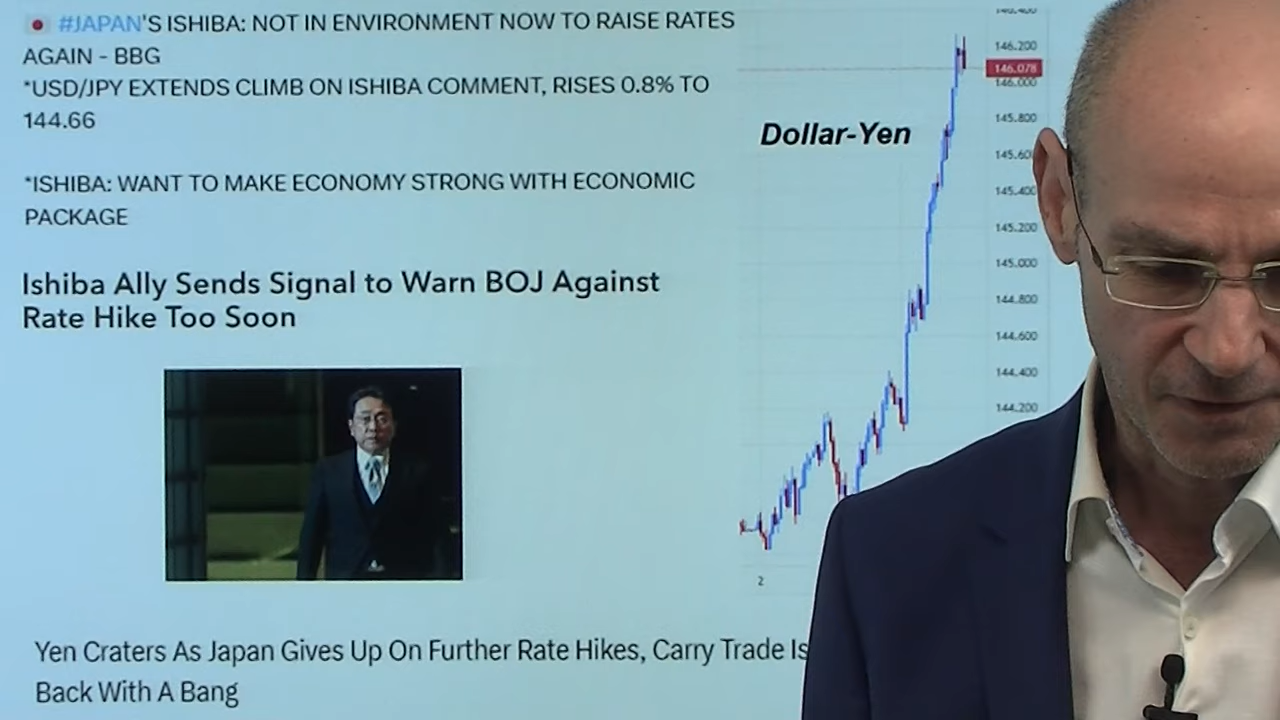 #JAPAN'S ISHIBA: NOT IN ENVIRONMENT NOW TO RAISE RATES
AGAIN - BBG
*USD/JPY EXTENDS CLIMB ON ISHIBA COMMENT, RISES 0.8% TO
144.66
*ISHIBA: WANT TO MAKE ECONOMY STRONG WITH ECONOMIC
PACKAGE
Ishiba Ally Sends Signal to Warn BOJ Against
Rate Hike Too Soon
Yen Craters As Japan Gives Up On Further Rate Hikes, Carry Trade Is
Back With A Bang
Dollar-Yen
146.200
146.078
146.000
145.800
145.600
145.400
145.200
145.000
144.800
144.600
144.400
144.200
2